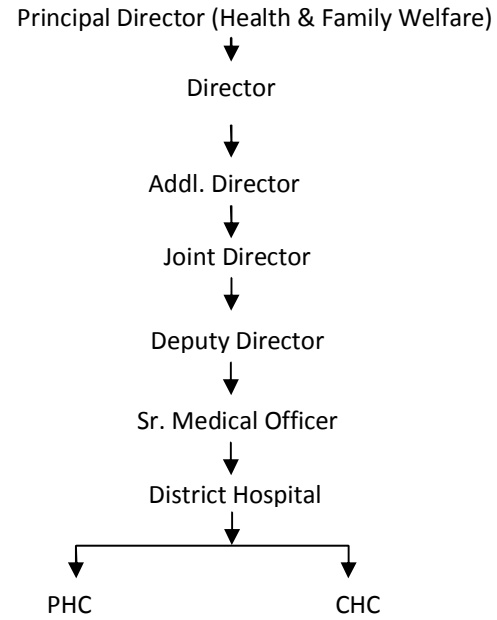 Principal Director (Health & Family Welfare)
Director
Addl. Director
Joint Director
Deputy Director
Sr. Medical Officer
District Hospital
PHC CHC